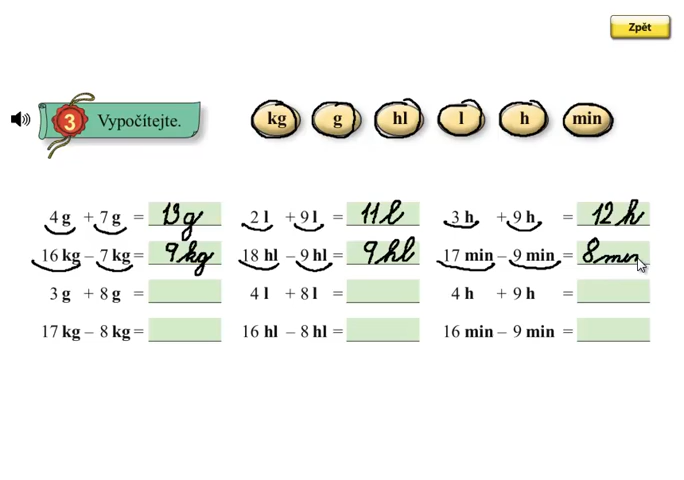 Zpět
3 Vypočítejte. kg g hl l h min
4 g + 7 g = 2 l + 9 l = 11 l 3 h + 9 h = 12 h
16 kg – 7 kg = 9 kg 18 hl – 9 hl = 9 hl 17 min – 9 min = 8 min
3 g + 8 g = 4 l + 8 l = 4 h + 9 h =
17 kg – 8 kg = 16 hl – 8 hl = 16 min – 9 min =